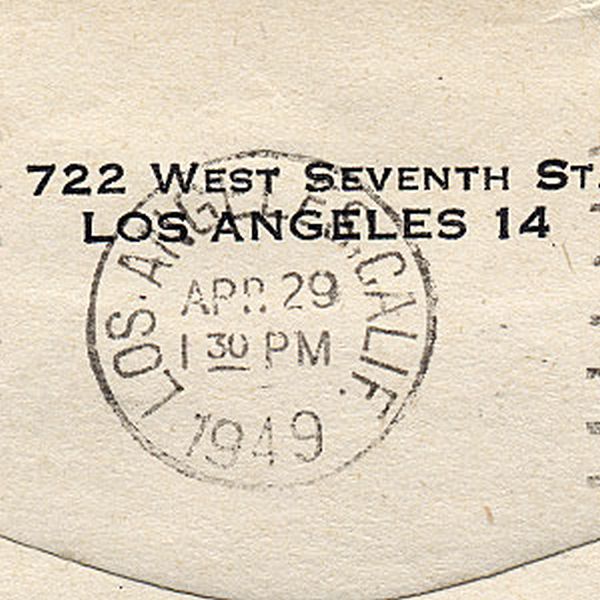 722 WEST SEVENTH ST.
LOS ANGELES 14
LOS ANGELES, CALIF.
APR 29
1 30 PM
1949